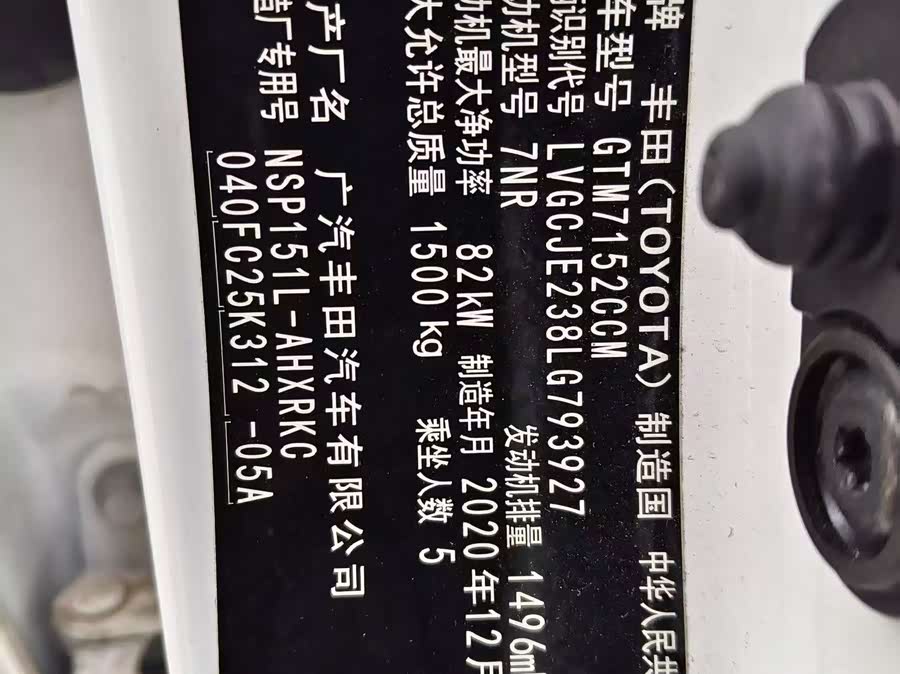 牌 丰田(TOYOTA) 制造国 中华人民共
车型号 GTM7152CCM
识别代号 LVGCJE238LG793927
动机型号 7NR 发动机排量 1496ml
动机最大净功率 82kW 制造年月 2020年12月
大允许总质量 1500kg 乘坐人数 5
产厂名 广汽丰田汽车有限公司
造厂专用号 NSP151L-AHXRKC
040FC25K312 -05A